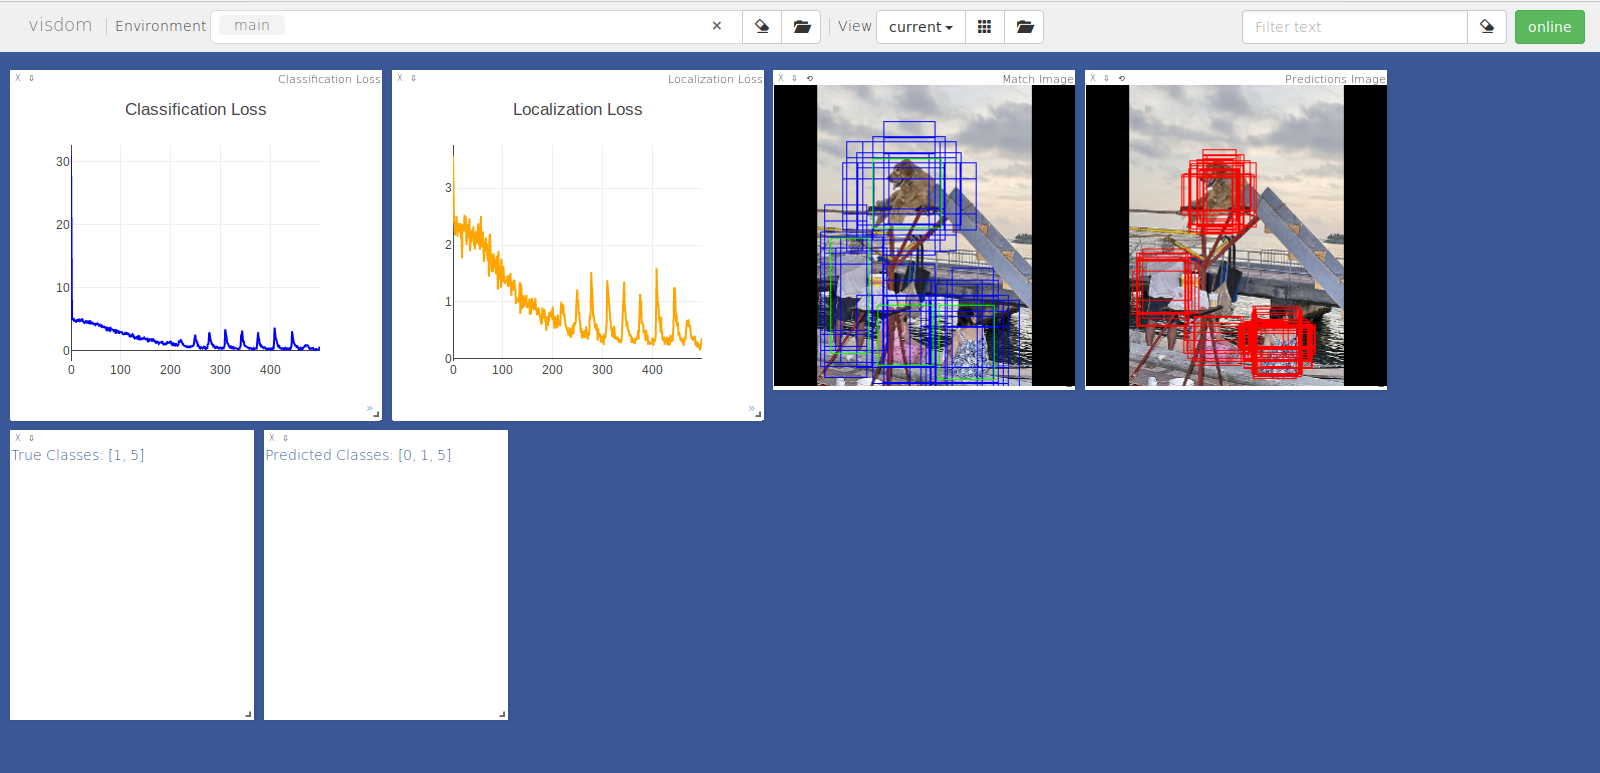 visdom Environment main × View current Filter text online
X Classification Loss
Classification Loss
30
20
10
0
0 100 200 300 400
»
X Localization Loss
Localization Loss
3
2
1
0
0 100 200 300 400
»
X Match Image
X Predictions Image
X
True Classes: [1, 5]
X
Predicted Classes: [0, 1, 5]